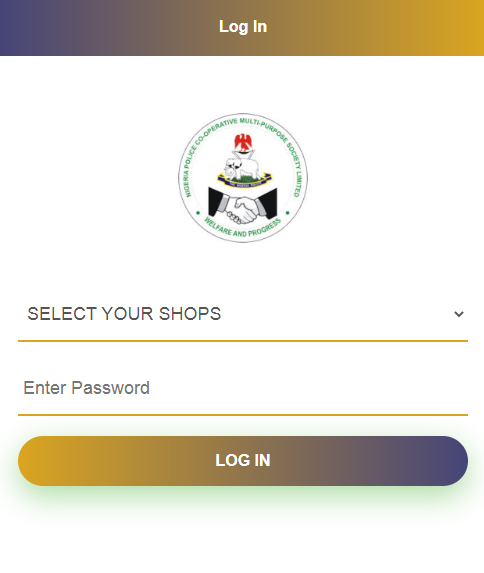 Log In
NIGERIA POLICE CO-OPERATIVE MULTI-PURPOSE SOCIETY LIMITED
WELFARE AND PROGRESS
SELECT YOUR SHOPS
Enter Password
LOG IN